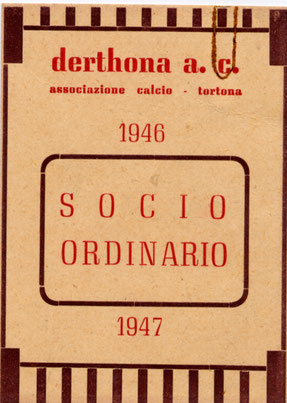 derthona a. c.
associazione calcio - tortona
1946
SOCIO
ORDINARIO
1947